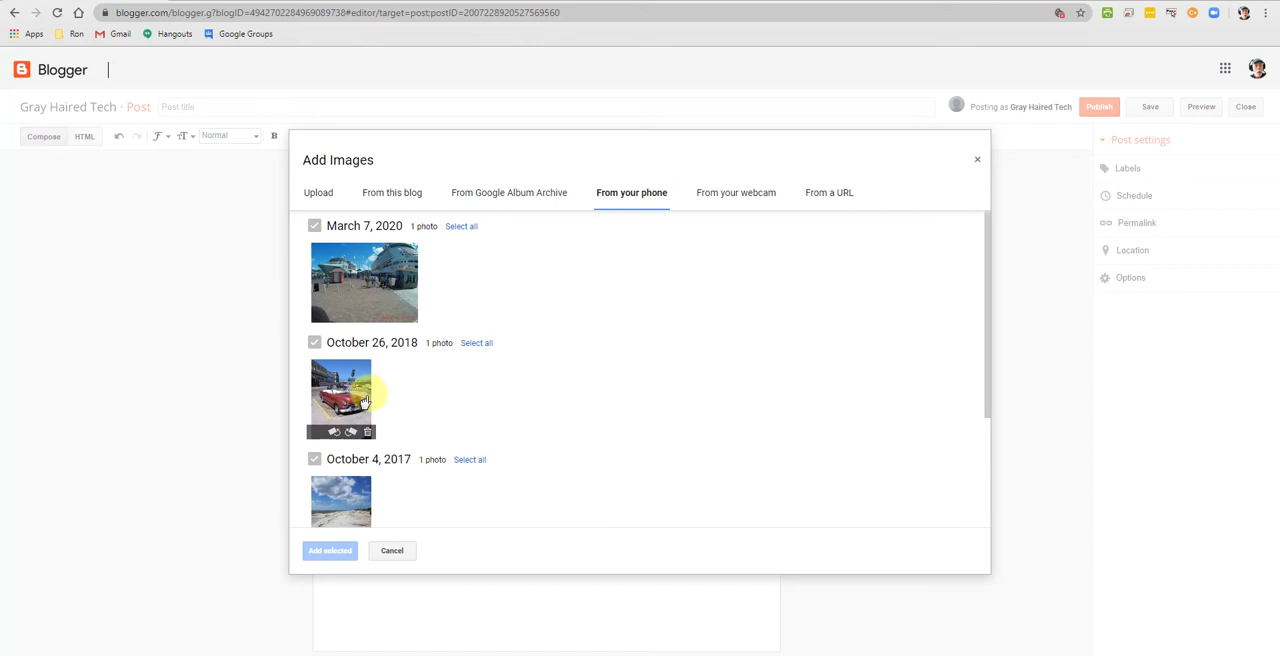 blogger.com/blogger.g?blogID=4942702284969089738#editor/target=post;postID=2007228920527569560
Apps Ron Gmail Hangouts Google Groups
Blogger
Gray Haired Tech · Post Post title Posting as Gray Haired Tech Publish Save Preview Close
Compose HTML Normal B
Post settings
Labels
Schedule
Permalink
Location
Options
Add Images
Upload From this blog From Google Album Archive From your phone From your webcam From a URL
March 7, 2020 1 photo Select all
October 26, 2018 1 photo Select all
October 4, 2017 1 photo Select all
Add selected Cancel